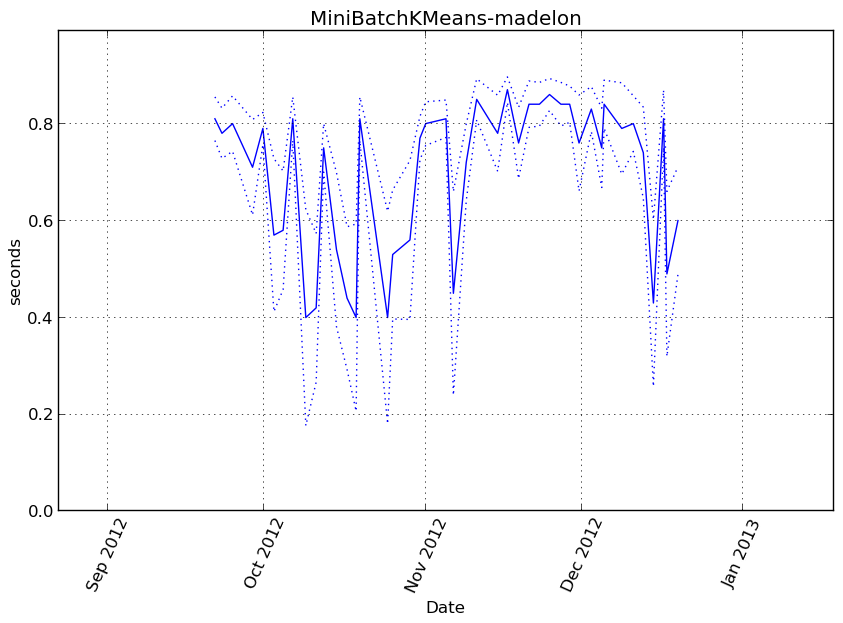 MiniBatchKMeans-madelon
seconds
0.8
0.6
0.4
0.2
0.0
Sep 2012
Oct 2012
Nov 2012
Dec 2012
Jan 2013
Date